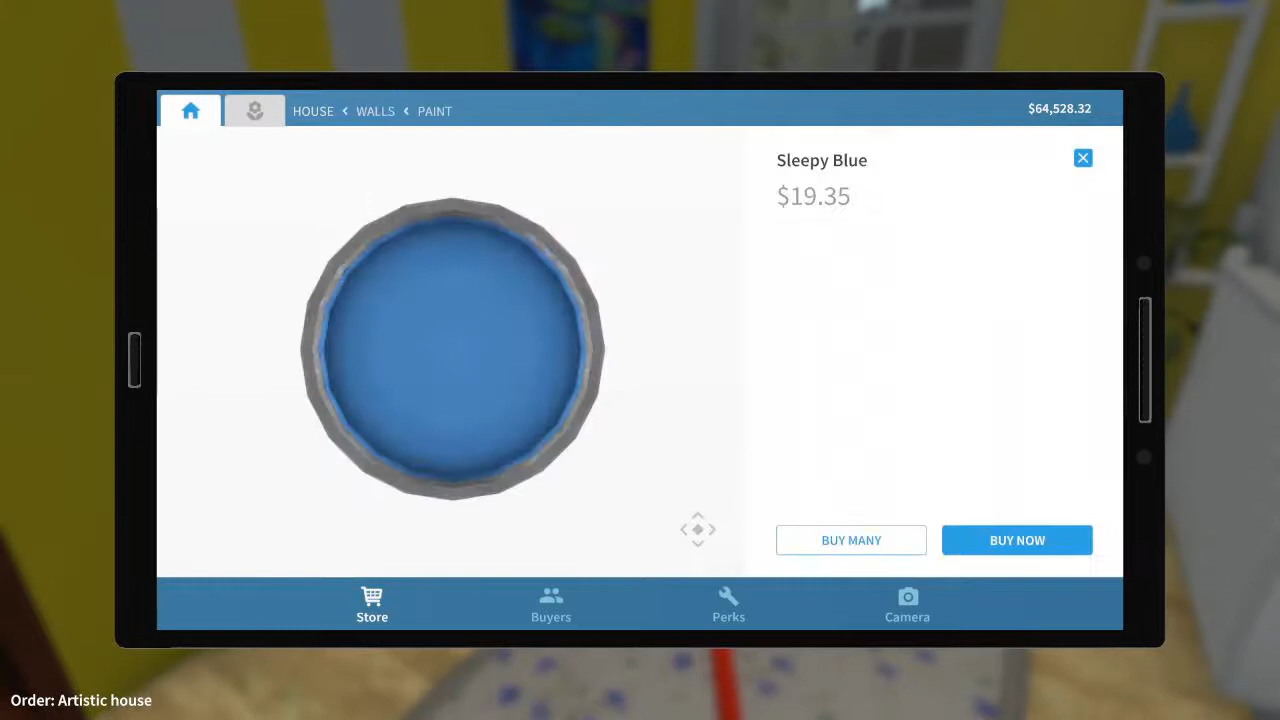 HOUSE < WALLS < PAINT
$64,528.32
Sleepy Blue
$19.35
BUY MANY
BUY NOW
Store
Buyers
Perks
Camera
Order: Artistic house